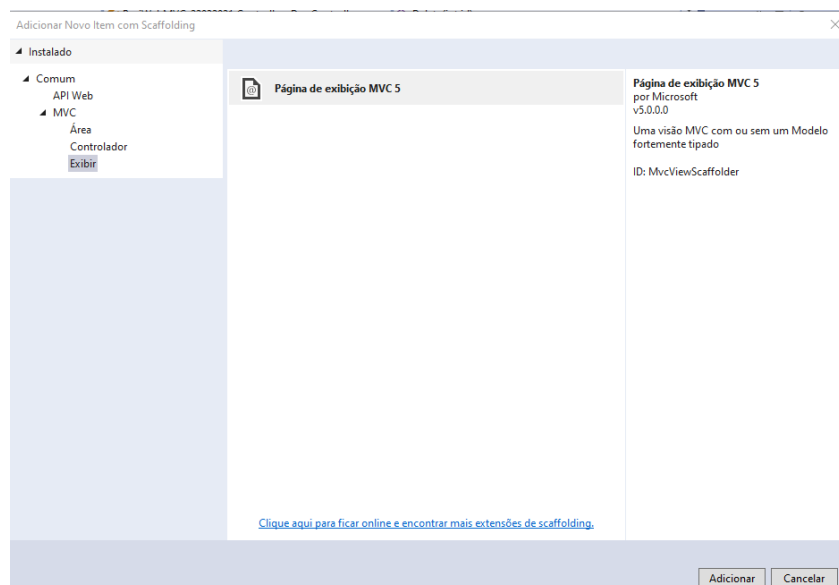 Adicionar Novo Item com Scaffolding
Instalado
Comum
API Web
MVC
Área
Controlador
Exibir
Página de exibição MVC 5
Clique aqui para ficar online e encontrar mais extensões de scaffolding.
Página de exibição MVC 5
por Microsoft
v5.0.0.0
Uma visão MVC com ou sem um Modelo
fortemente tipado
ID: MvcViewScaffolder
Adicionar
Cancelar